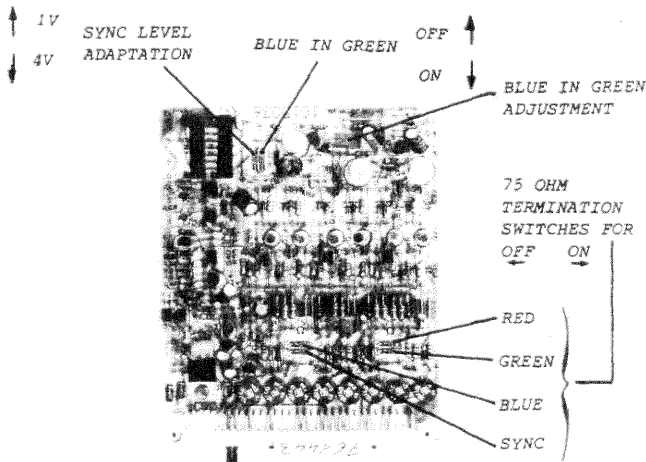 1V
4V
SYNC LEVEL
ADAPTATION
BLUE IN GREEN
OFF
ON
BLUE IN GREEN
ADJUSTMENT
75 OHM
TERMINATION
SWITCHES FOR
OFF ON
RED
GREEN
BLUE
SYNC